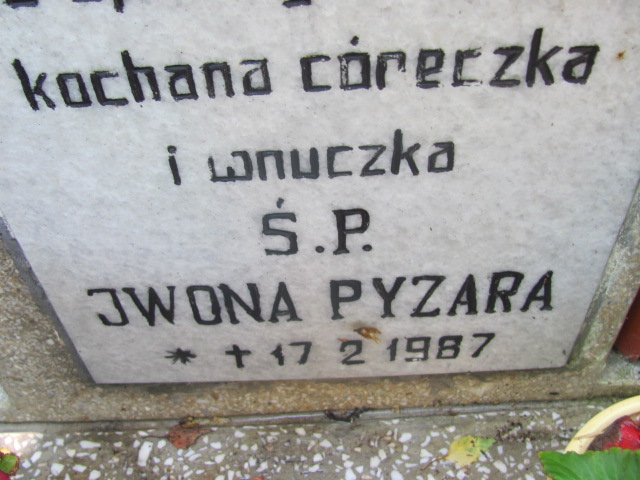 kochana córeczka
i wnuczka
Ś.P.
JWONA PYZARA
* † 17 2 1987